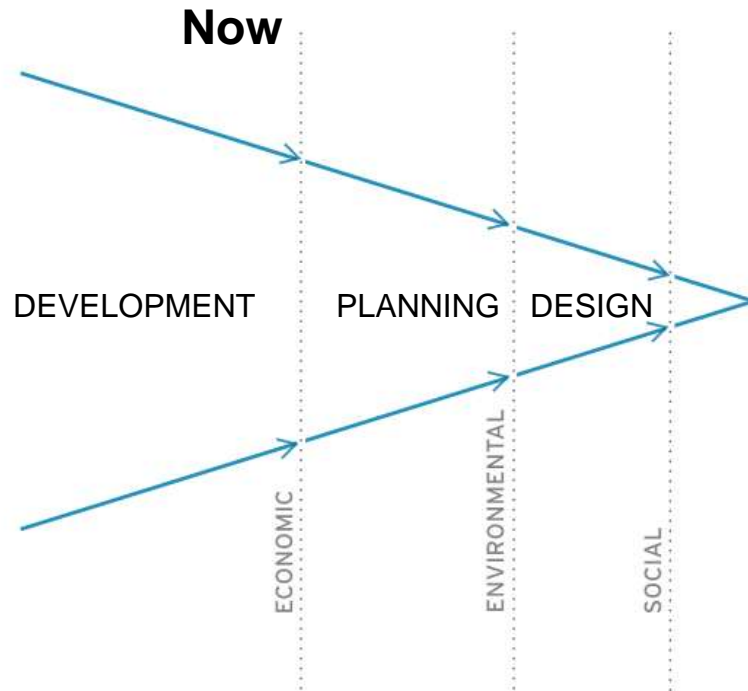 Now
DEVELOPMENT PLANNING DESIGN
ECONOMIC
ENVIRONMENTAL
SOCIAL